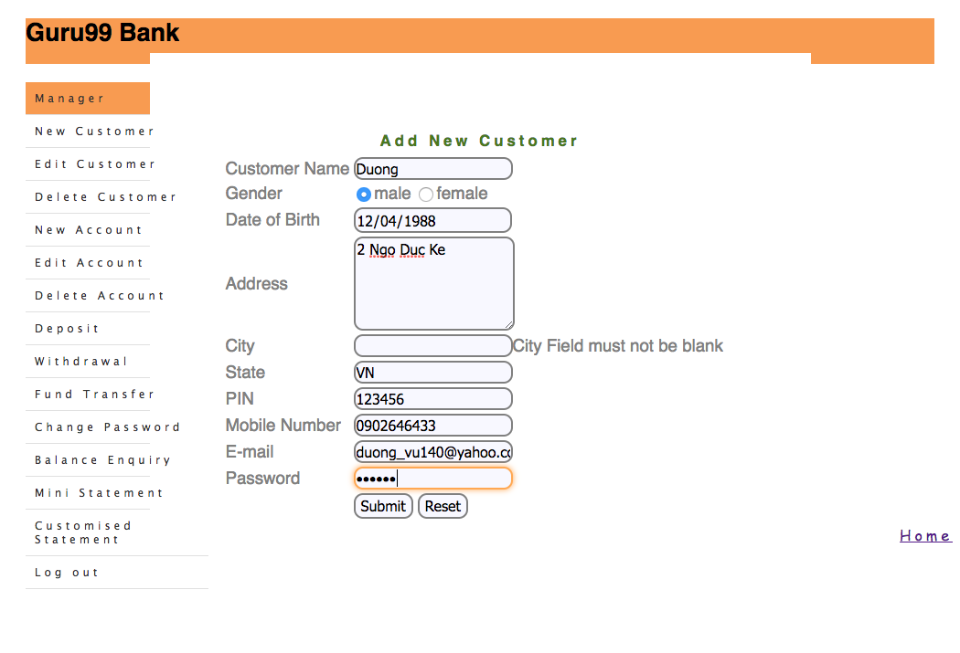 Guru99 Bank
Manager
New Customer
Edit Customer
Delete Customer
New Account
Edit Account
Delete Account
Deposit
Withdrawal
Fund Transfer
Change Password
Balance Enquiry
Mini Statement
Customised
Statement
Log out
Add New Customer
Customer Name Duong
Gender male female
Date of Birth 12/04/1988
Address 2 Ngo Duc Ke
City City Field must not be blank
State VN
PIN 123456
Mobile Number 0902646433
E-mail duong_vu140@yahoo.co
Password ••••••
Submit Reset
Home